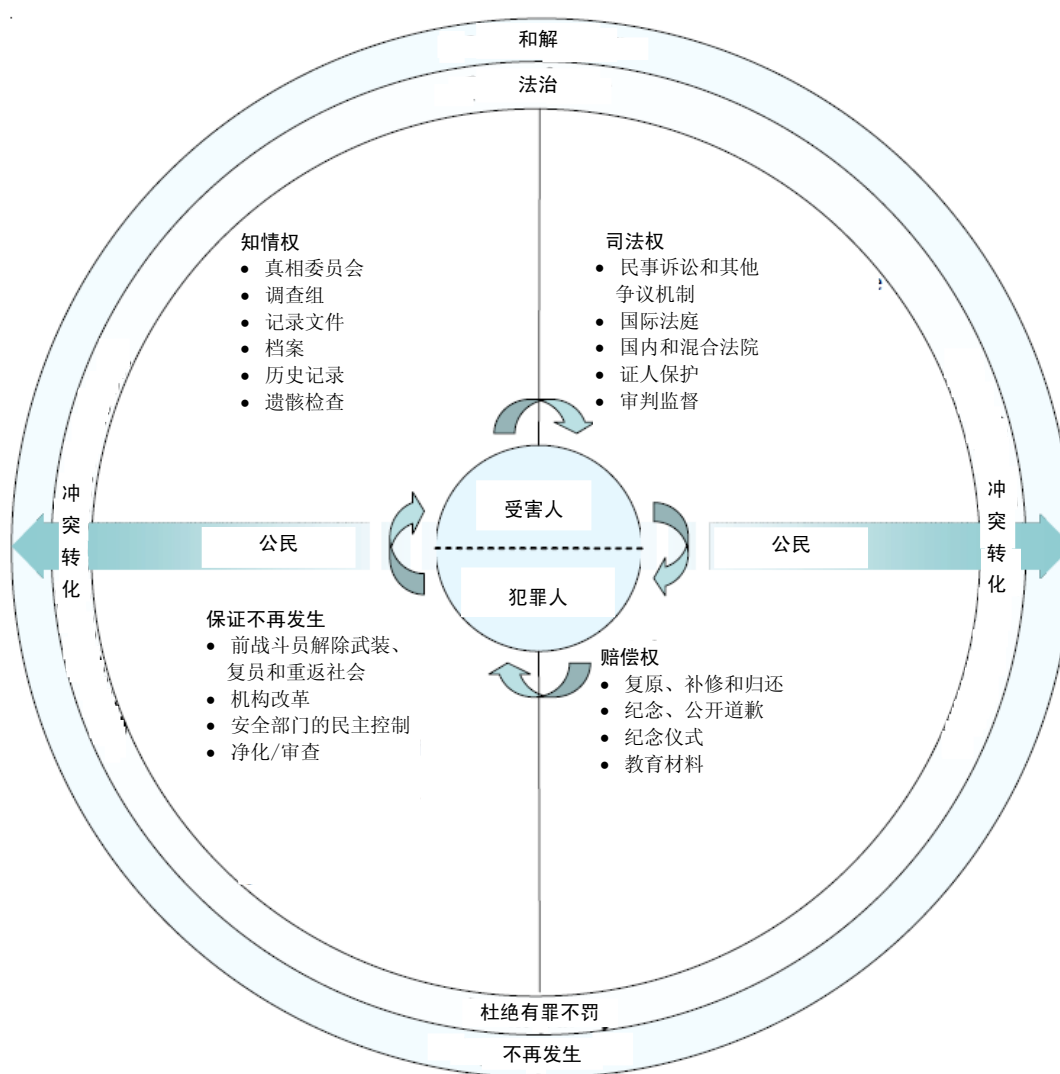 和解
法治
知情权
• 真相委员会
• 调查组
• 记录文件
• 档案
• 历史记录
• 遗骸检查
司法权
• 民事诉讼和其他
争议机制
• 国际法庭
• 国内和混合法院
• 证人保护
• 审判监督
冲突转化
公民
受害人
犯罪人
公民
冲突转化
保证不再发生
• 前战斗员解除武装、
复员和重返社会
• 机构改革
• 安全部门的民主控制
• 净化/审查
赔偿权
• 复原、补修和归还
• 纪念、公开道歉
• 纪念仪式
• 教育材料
杜绝有罪不罚
不再发生